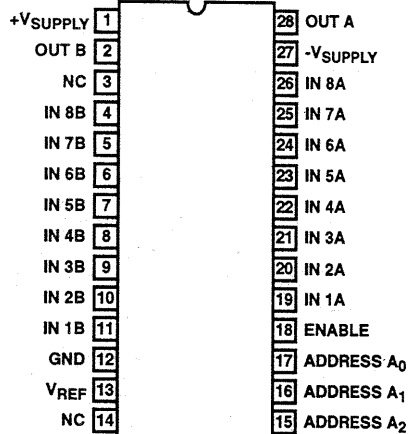 +VSUPPLY 1 28 OUT A
OUT B 2 27 -VSUPPLY
NC 3 26 IN 8A
IN 8B 4 25 IN 7A
IN 7B 5 24 IN 6A
IN 6B 6 23 IN 5A
IN 5B 7 22 IN 4A
IN 4B 8 21 IN 3A
IN 3B 9 20 IN 2A
IN 2B 10 19 IN 1A
IN 1B 11 18 ENABLE
GND 12 17 ADDRESS A0
VREF 13 16 ADDRESS A1
NC 14 15 ADDRESS A2